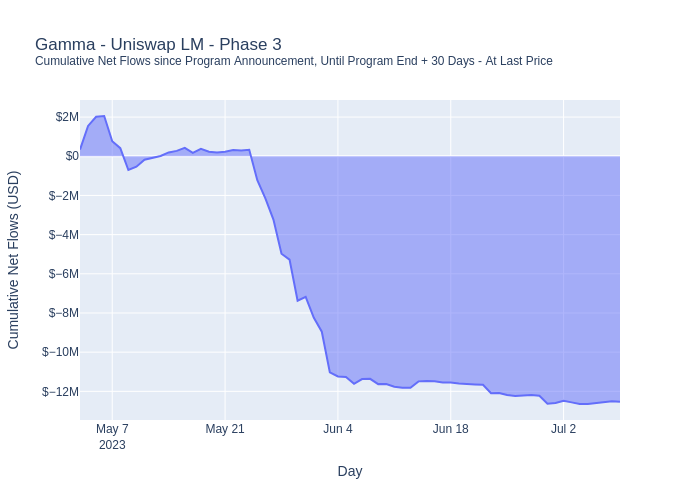 Gamma - Uniswap LM - Phase 3
Cumulative Net Flows since Program Announcement, Until Program End + 30 Days - At Last Price
Cumulative Net Flows (USD)
$2M
$0
$−2M
$−4M
$−6M
$−8M
$−10M
$−12M
May 7
2023
May 21
Jun 4
Jun 18
Jul 2
Day